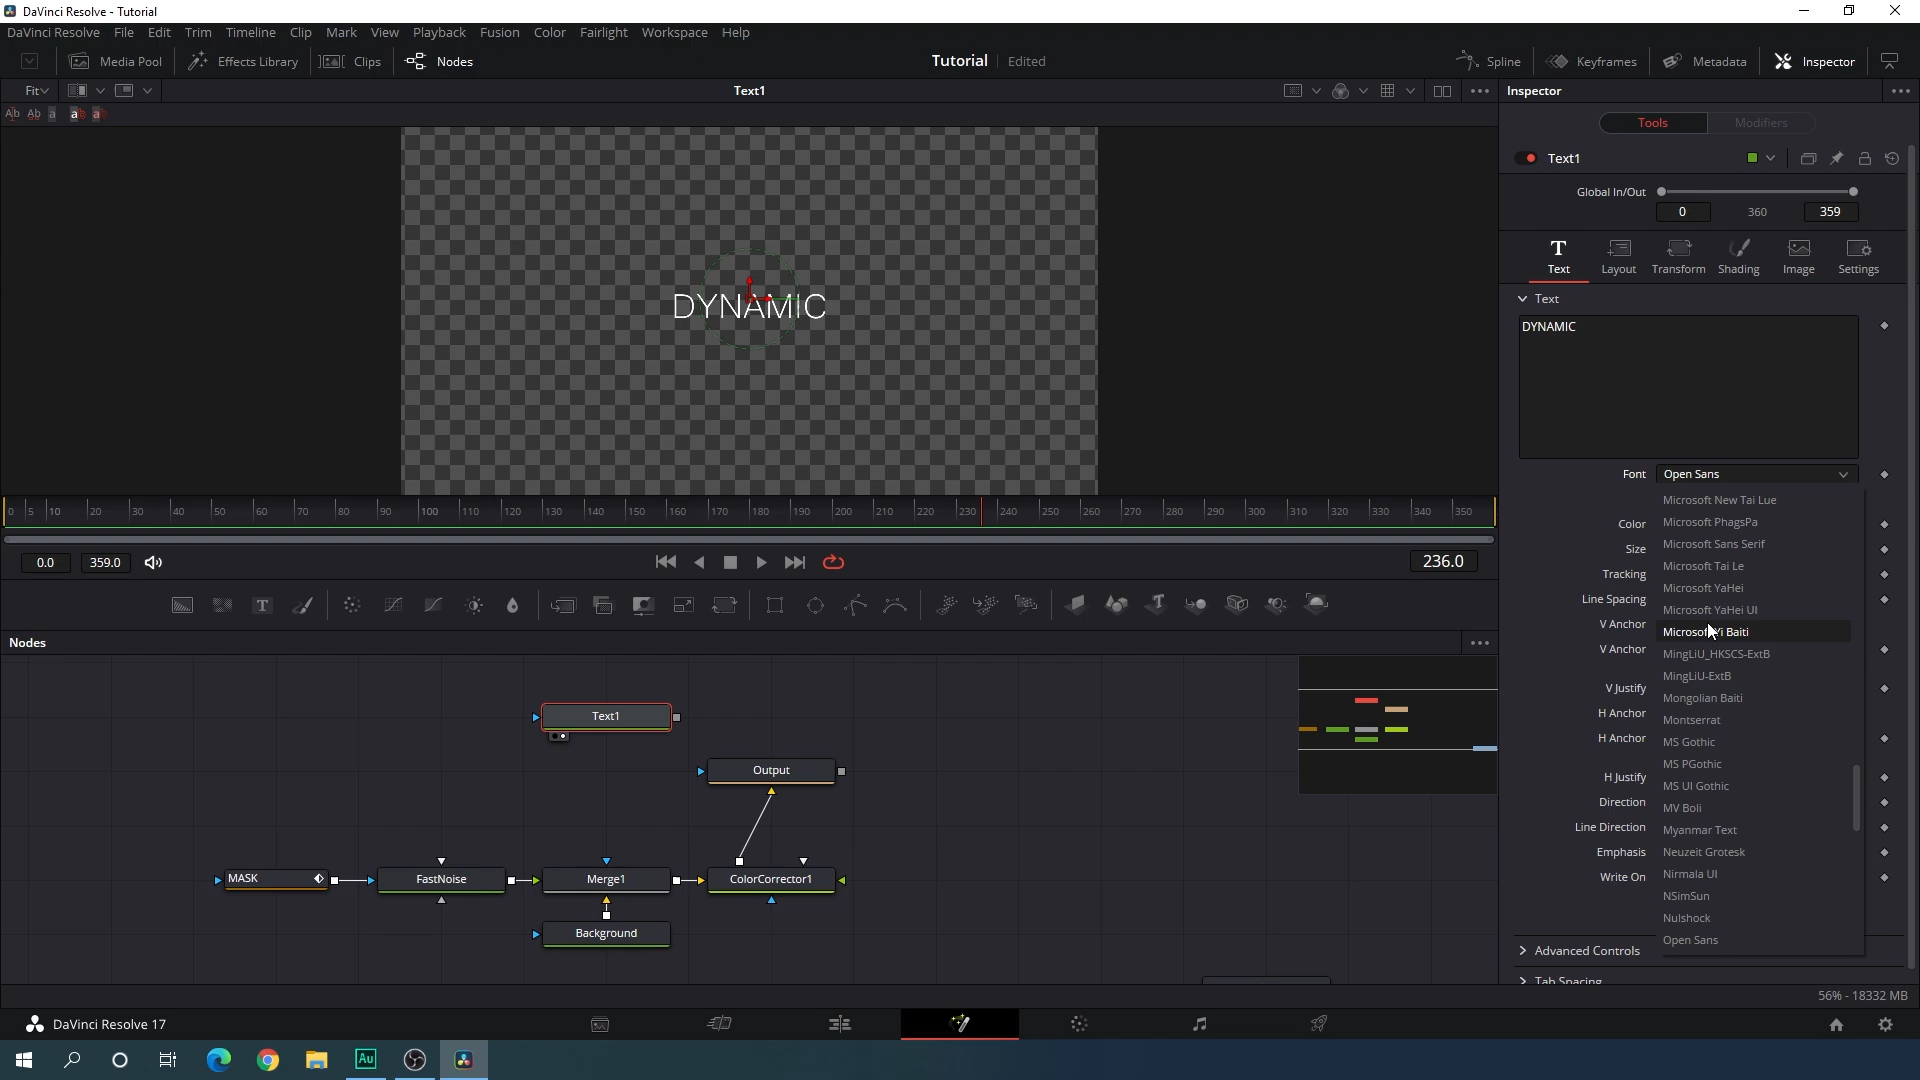 DaVinci Resolve - Tutorial
DaVinci Resolve File Edit Trim Timeline Clip Mark View Playback Fusion Color Fairlight Workspace Help
Media Pool Effects Library Clips Nodes Tutorial Edited Spline Keyframes Metadata Inspector
Fit Text1 Inspector
Tools Modifiers
Text1
Global In/Out
0 360 359
Text Layout Transform Shading Image Settings
Text
DYNAMIC
DYNAMIC
Font Open Sans
Microsoft New Tai Lue
Microsoft PhagsPa
Microsoft Sans Serif
Microsoft Tai Le
Microsoft YaHei
Microsoft YaHei UI
Microsoft Yi Baiti
MingLiU_HKSCS-ExtB
MingLiU-ExtB
Mongolian Baiti
Montserrat
MS Gothic
MS PGothic
MS UI Gothic
MV Boli
Myanmar Text
Neuzeit Grotesk
Nirmala UI
NSimSun
Nulshock
Open Sans
Color
Size
Tracking
Line Spacing
V Anchor
V Anchor
V Justify
H Anchor
H Anchor
H Justify
Direction
Line Direction
Emphasis
Write On
Advanced Controls
Tab Spacing
0 5 10 20 30 40 50 60 70 80 90 100 110 120 130 140 150 160 170 180 190 200 210 220 230 240 250 260 270 280 290 300 310 320 330 340 350
0.0 359.0 236.0
Nodes
Text1
Output
MASK FastNoise Merge1 ColorCorrector1
Background
56% - 18332 MB
DaVinci Resolve 17
Au